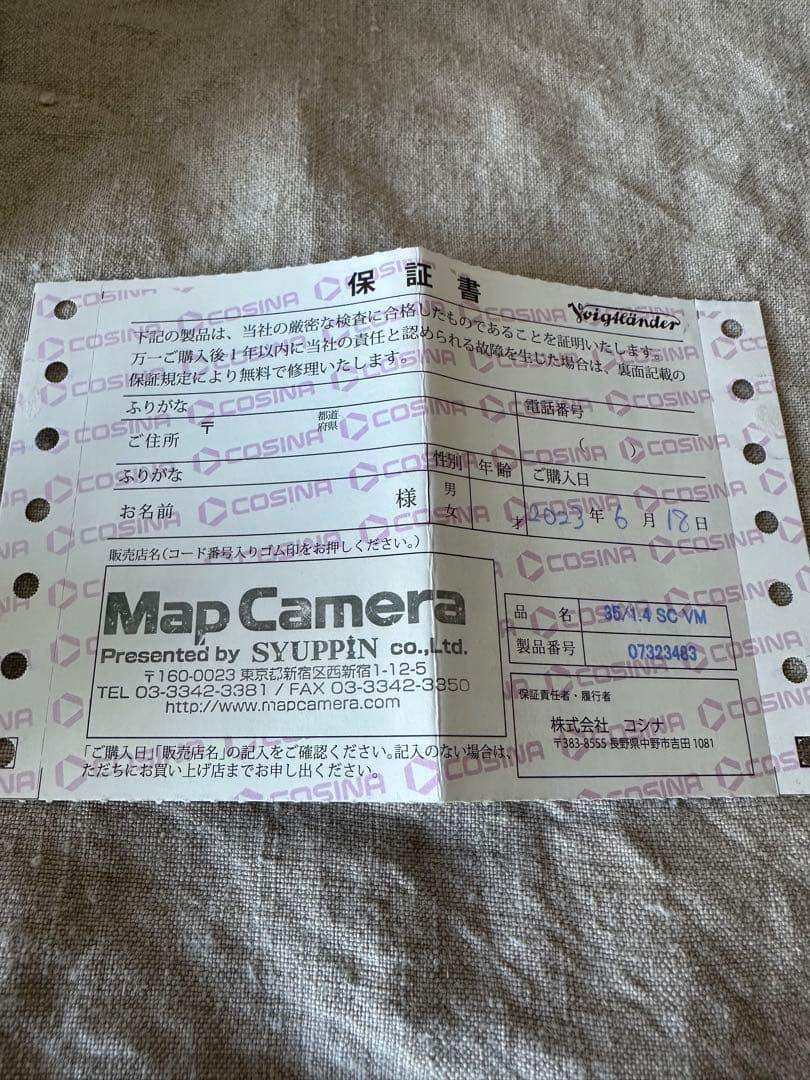 保証書
Voigtländer
下記の製品は、当社の厳密な検査に合格したものであることを証明いたします。
万一ご購入後1年以内に当社の責任と認められる故障を生じた場合は、裏面記載の
保証規定により無料で修理いたします。
ふりがな
電話番号
〒
都道
府県
ご住所
( )
ふりがな
性別
年齢
ご購入日
お名前
様
男
女
才
2023年6月18日
販売店名(コード番号入りゴム印をお押しください。)
Map Camera
Presented by SYUPPIN co.,Ltd.
〒160-0023 東京都新宿区西新宿1-12-5
TEL 03-3342-3381 / FAX 03-3342-3350
http://www.mapcamera.com
品名 35/1.4 SC VM
製品番号 07323483
保証責任者・履行者
株式会社 コシナ
〒383-8555 長野県中野市吉田 1081
「ご購入日」「販売店名」の記入をご確認ください。記入のない場合は、
ただちにお買い上げ店までお申し出ください。
COSINA